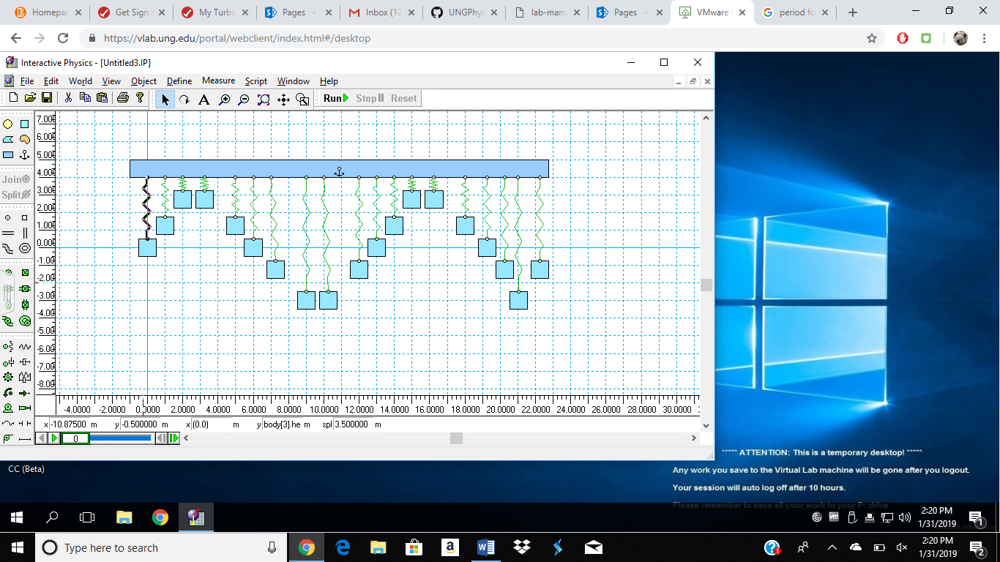 Homepag
Get Sign
My Turbo
Pages -
Inbox (12
UNGPhys
lab-manu
Pages -
VMware
period fo
https://vlab.ung.edu/portal/webclient/index.html#/desktop
Interactive Physics - [Untitled3.IP]
File Edit World View Object Define Measure Script Window Help
Run Stop Reset
Join
Split
7.000
6.000
5.000
4.000
3.000
2.000
1.000
0.000
-1.00
-2.00
-3.00
-4.00
-5.00
-6.00
-7.00
-8.00
-4.0000 -2.0000 0.0000 2.0000 4.0000 6.0000 8.0000 10.0000 12.0000 14.0000 16.0000 18.0000 20.0000 22.0000 24.0000 26.0000 28.0000 30.0000 3
x -10.87500 m y -0.500000 m x (0.0) m y body[3].he m spl 3.500000 m
0
CC (Beta)
***** ATTENTION: This is a temporary desktop! *****
Any work you save to the Virtual Lab machine will be gone after you logout.
Your session will auto log off after 10 hours.
Please remember to save all your work to your P: drive
2:20 PM
1/31/2019
1
Type here to search
2:20 PM
1/31/2019
2